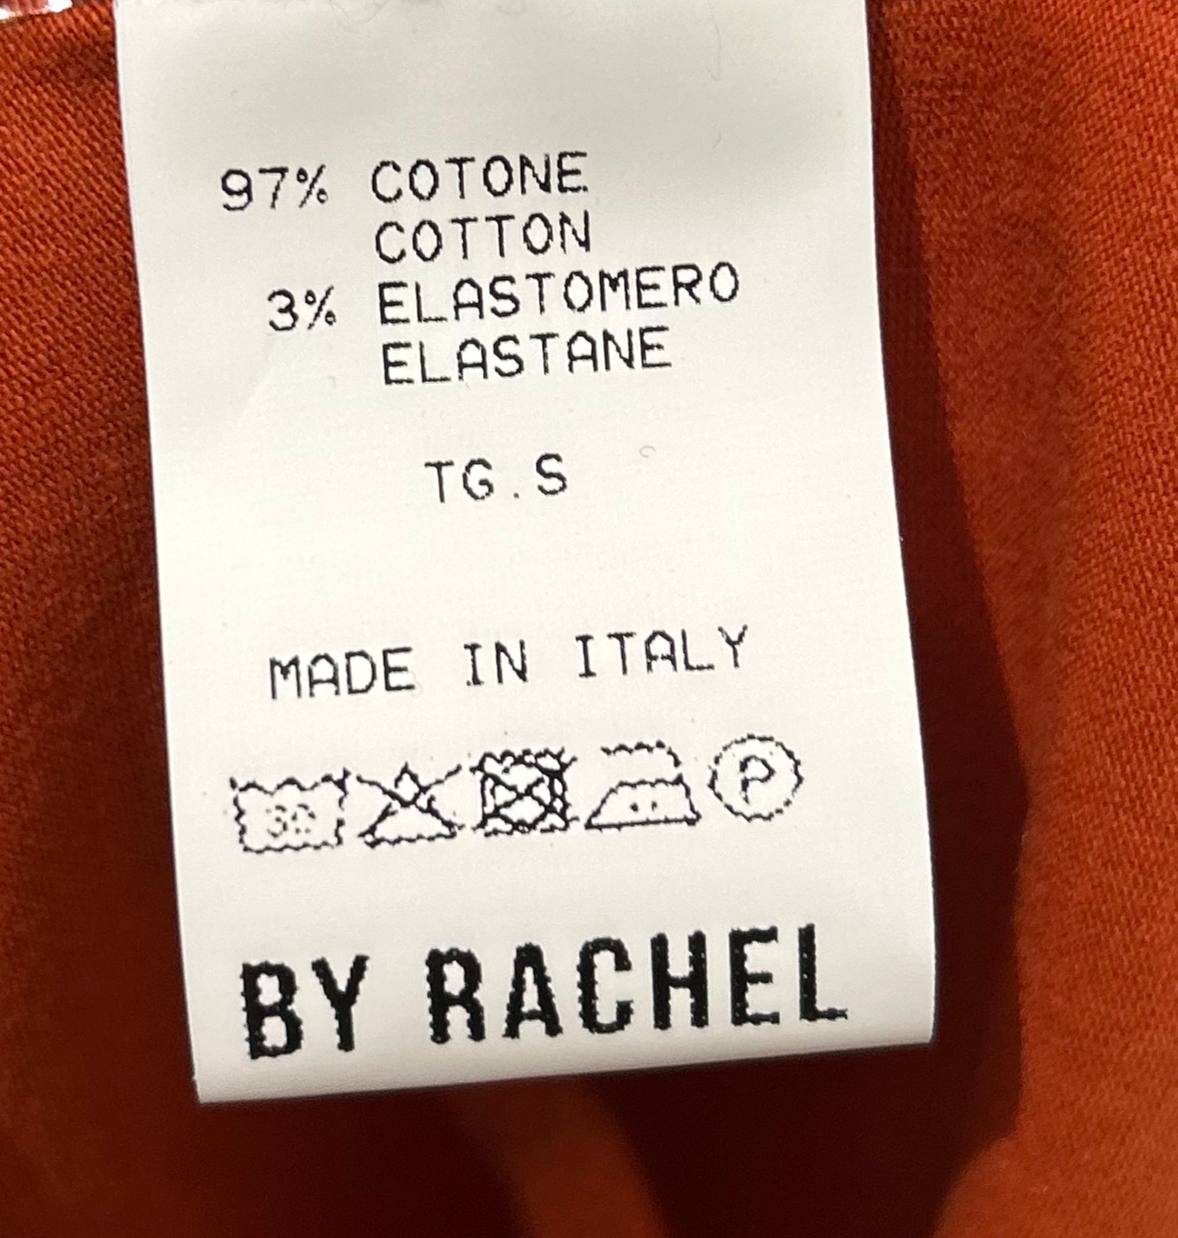 97% COTONE
COTTON
3% ELASTOMERO
ELASTANE
TG.S
MADE IN ITALY
30 P
BY RACHEL